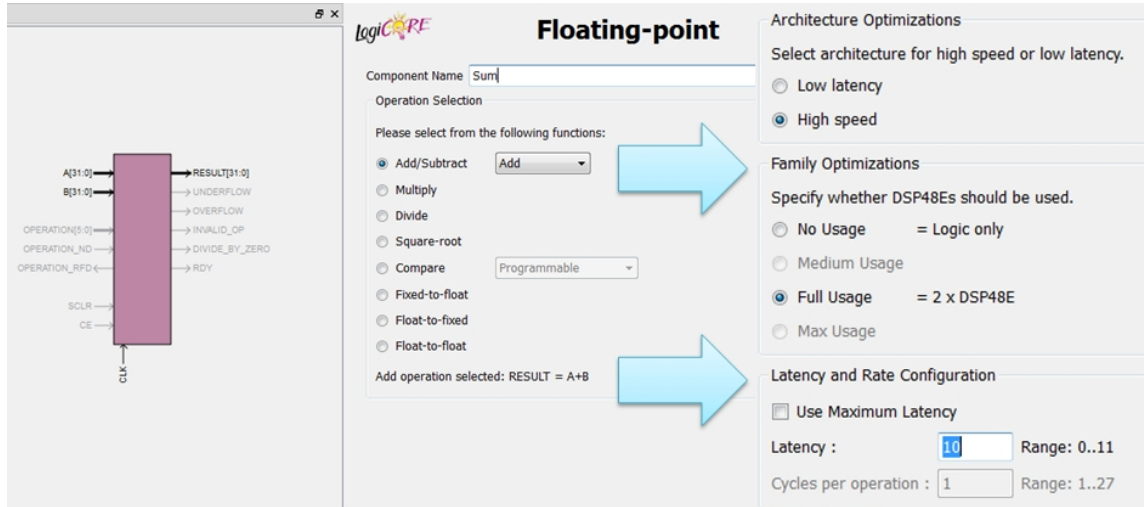 A[31:0]
B[31:0]
OPERATION[5:0]
OPERATION_ND
OPERATION_RFD
SCLR
CE
CLK
RESULT[31:0]
UNDERFLOW
OVERFLOW
INVALID_OP
DIVIDE_BY_ZERO
RDY
LogiCORE
Floating-point
Component Name Sum
Operation Selection
Please select from the following functions:
Add/Subtract Add
Multiply
Divide
Square-root
Compare Programmable
Fixed-to-float
Float-to-fixed
Float-to-float
Add operation selected: RESULT = A+B
Architecture Optimizations
Select architecture for high speed or low latency.
Low latency
High speed
Family Optimizations
Specify whether DSP48Es should be used.
No Usage = Logic only
Medium Usage
Full Usage = 2 x DSP48E
Max Usage
Latency and Rate Configuration
Use Maximum Latency
Latency : 10 Range: 0..11
Cycles per operation : 1 Range: 1..27